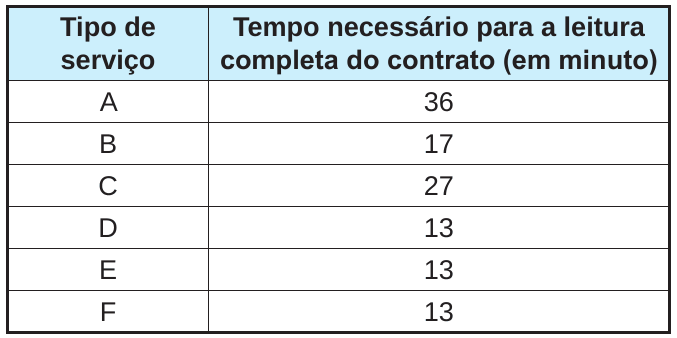 Tipo de serviço | Tempo necessário para a leitura completa do contrato (em minuto)
A | 36
B | 17
C | 27
D | 13
E | 13
F | 13